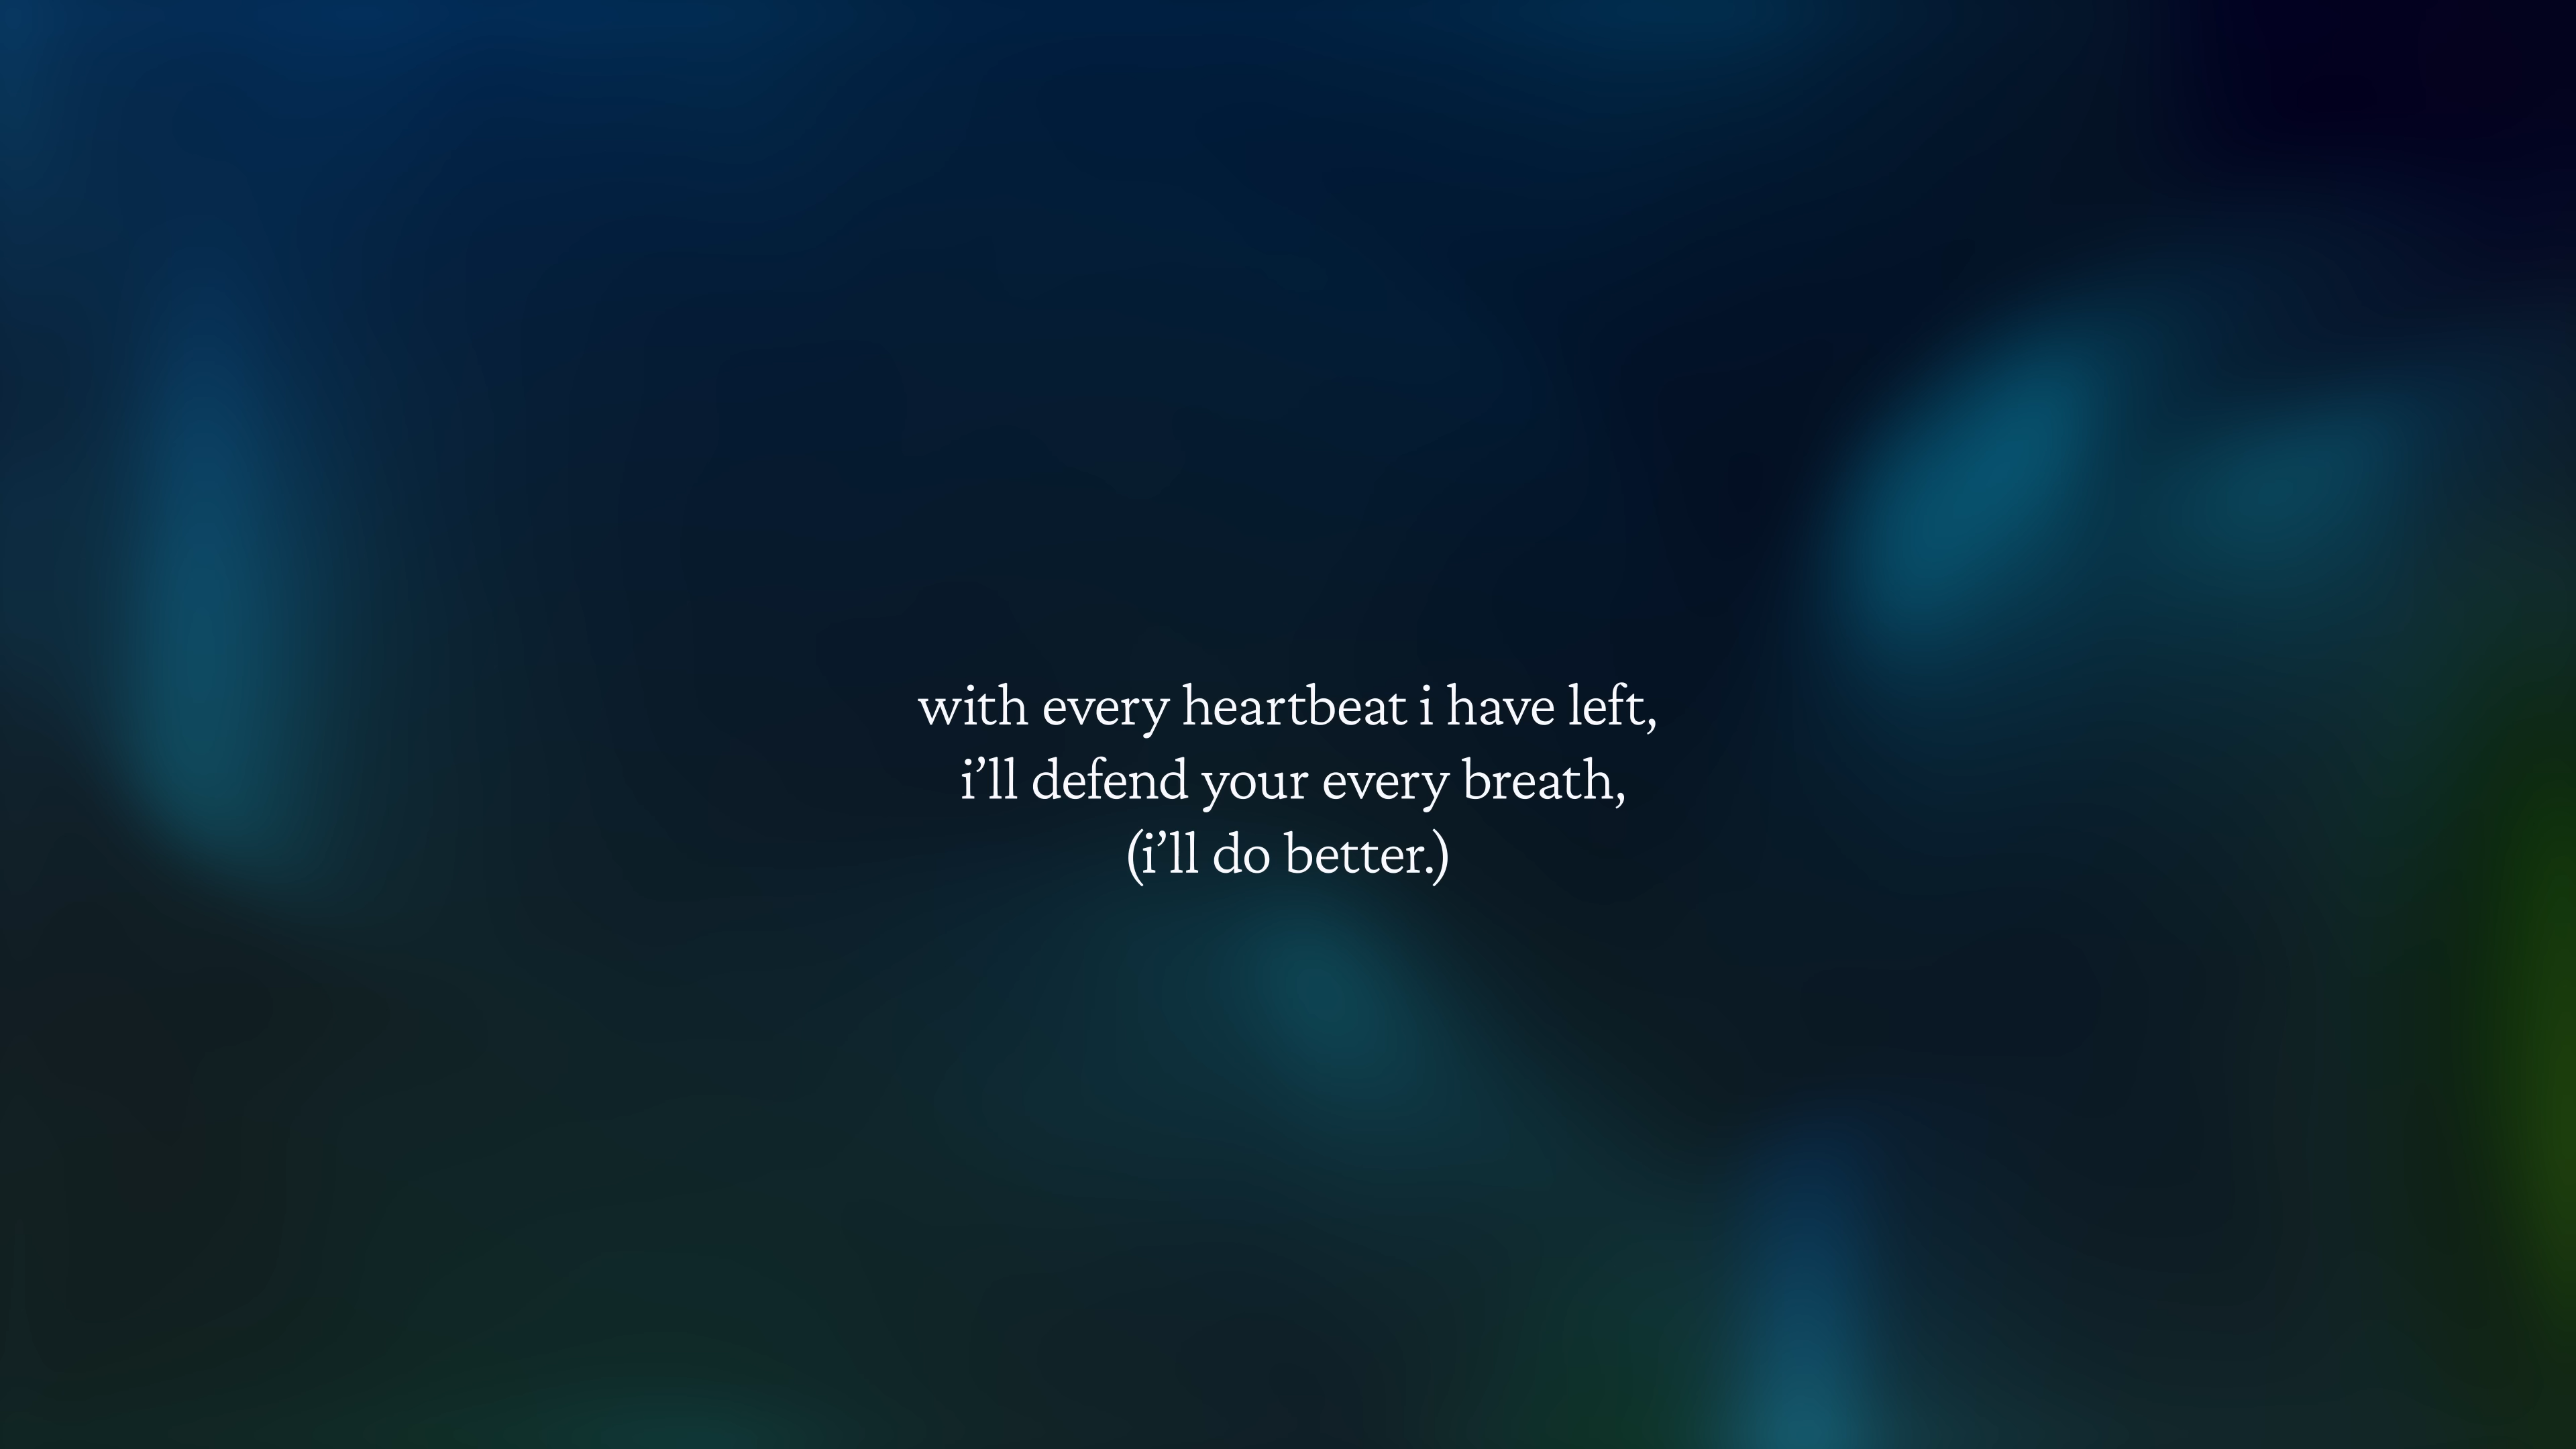 with every heartbeat i have left,
i’ll defend your every breath,
(i’ll do better.)